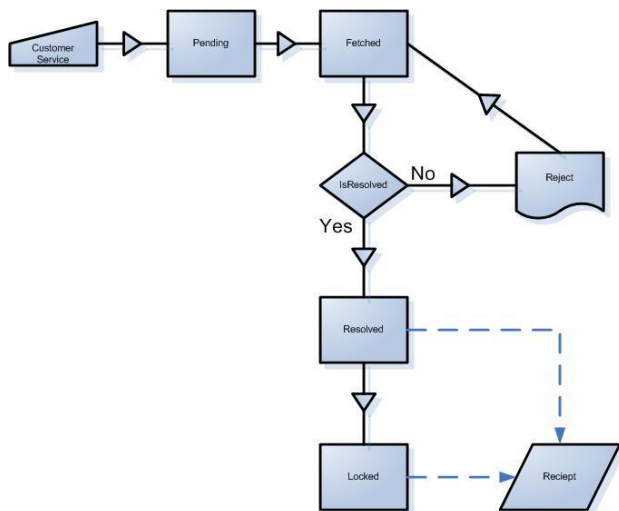 Customer
Service
Pending
Fetched
IsResolved
No
Reject
Yes
Resolved
Locked
Reciept